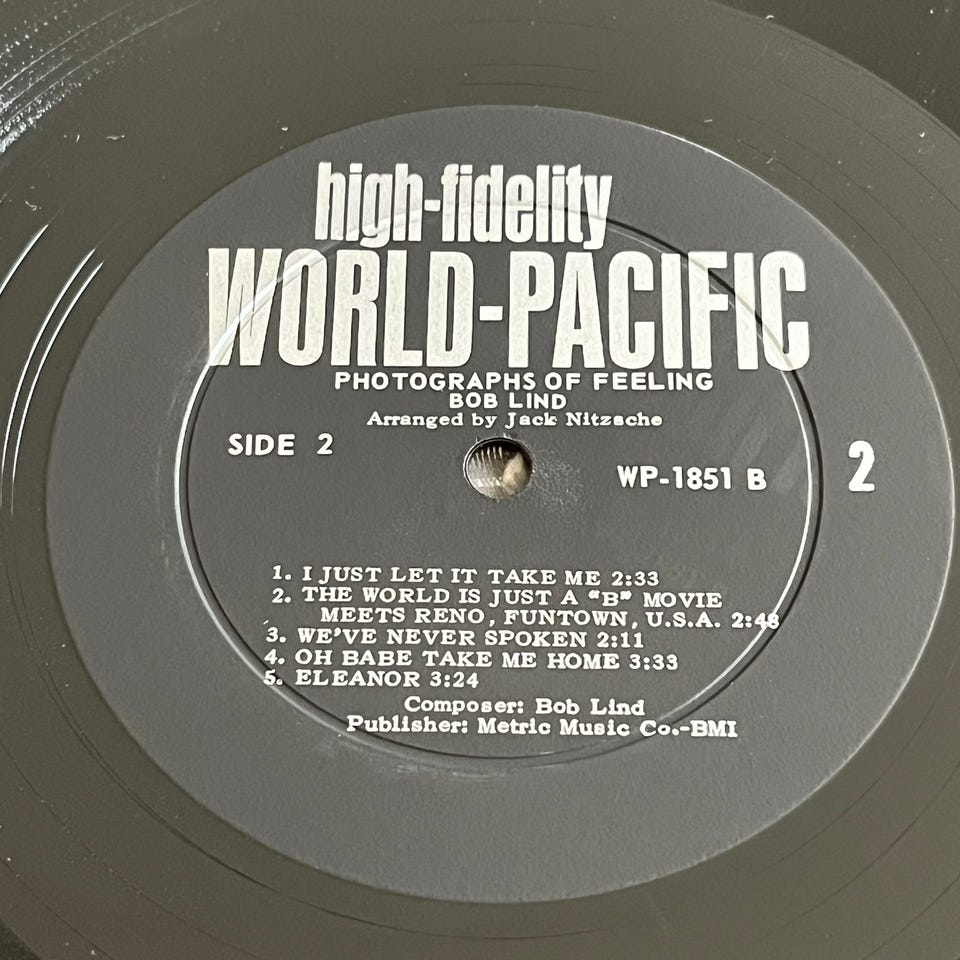 high-fidelity
WORLD-PACIFIC
PHOTOGRAPHS OF FEELING
BOB LIND
Arranged by Jack Nitzsche
SIDE 2
WP-1851 B
2
1. I JUST LET IT TAKE ME 2:33
2. THE WORLD IS JUST A "B" MOVIE
MEETS RENO, FUNTOWN, U.S.A. 2:48
3. WE'VE NEVER SPOKEN 2:11
4. OH BABE TAKE ME HOME 3:33
5. ELEANOR 3:24
Composer: Bob Lind
Publisher: Metric Music Co.-BMI